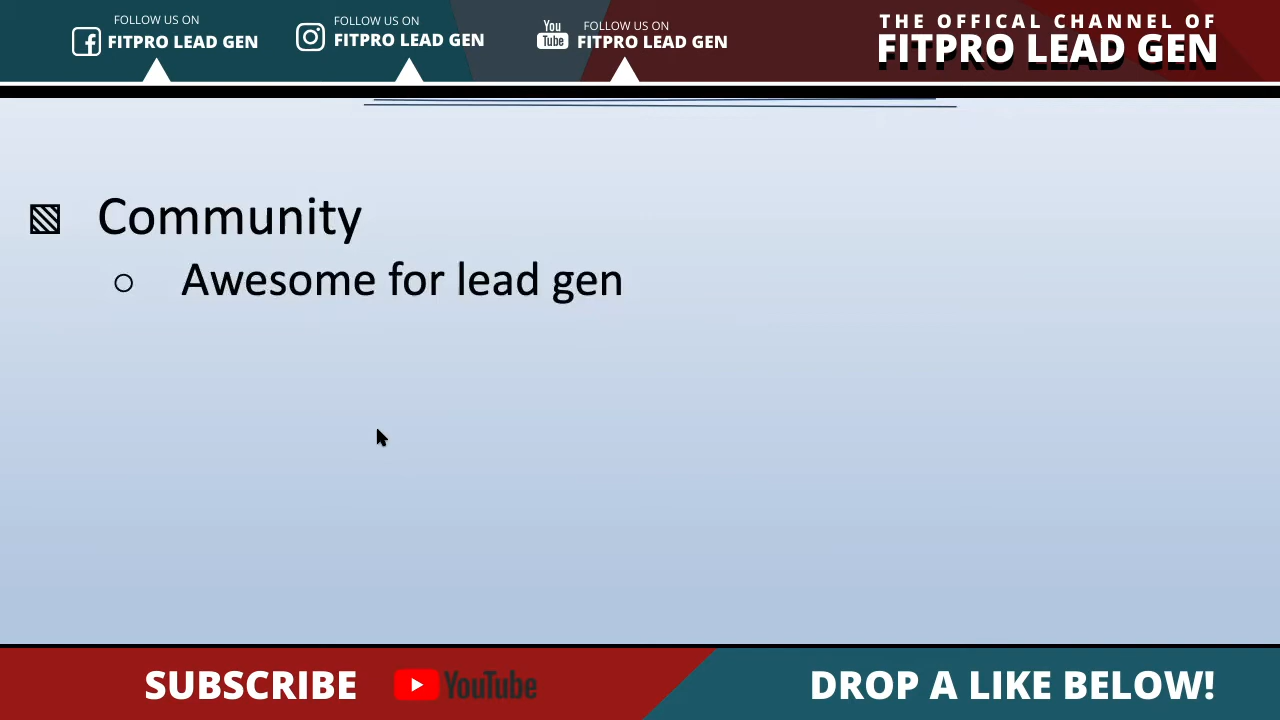 FOLLOW US ON
FITPRO LEAD GEN
FOLLOW US ON
FITPRO LEAD GEN
You
Tube
FOLLOW US ON
FITPRO LEAD GEN
THE OFFICAL CHANNEL OF
FITPRO LEAD GEN
Community
Awesome for lead gen
SUBSCRIBE
YouTube
DROP A LIKE BELOW!